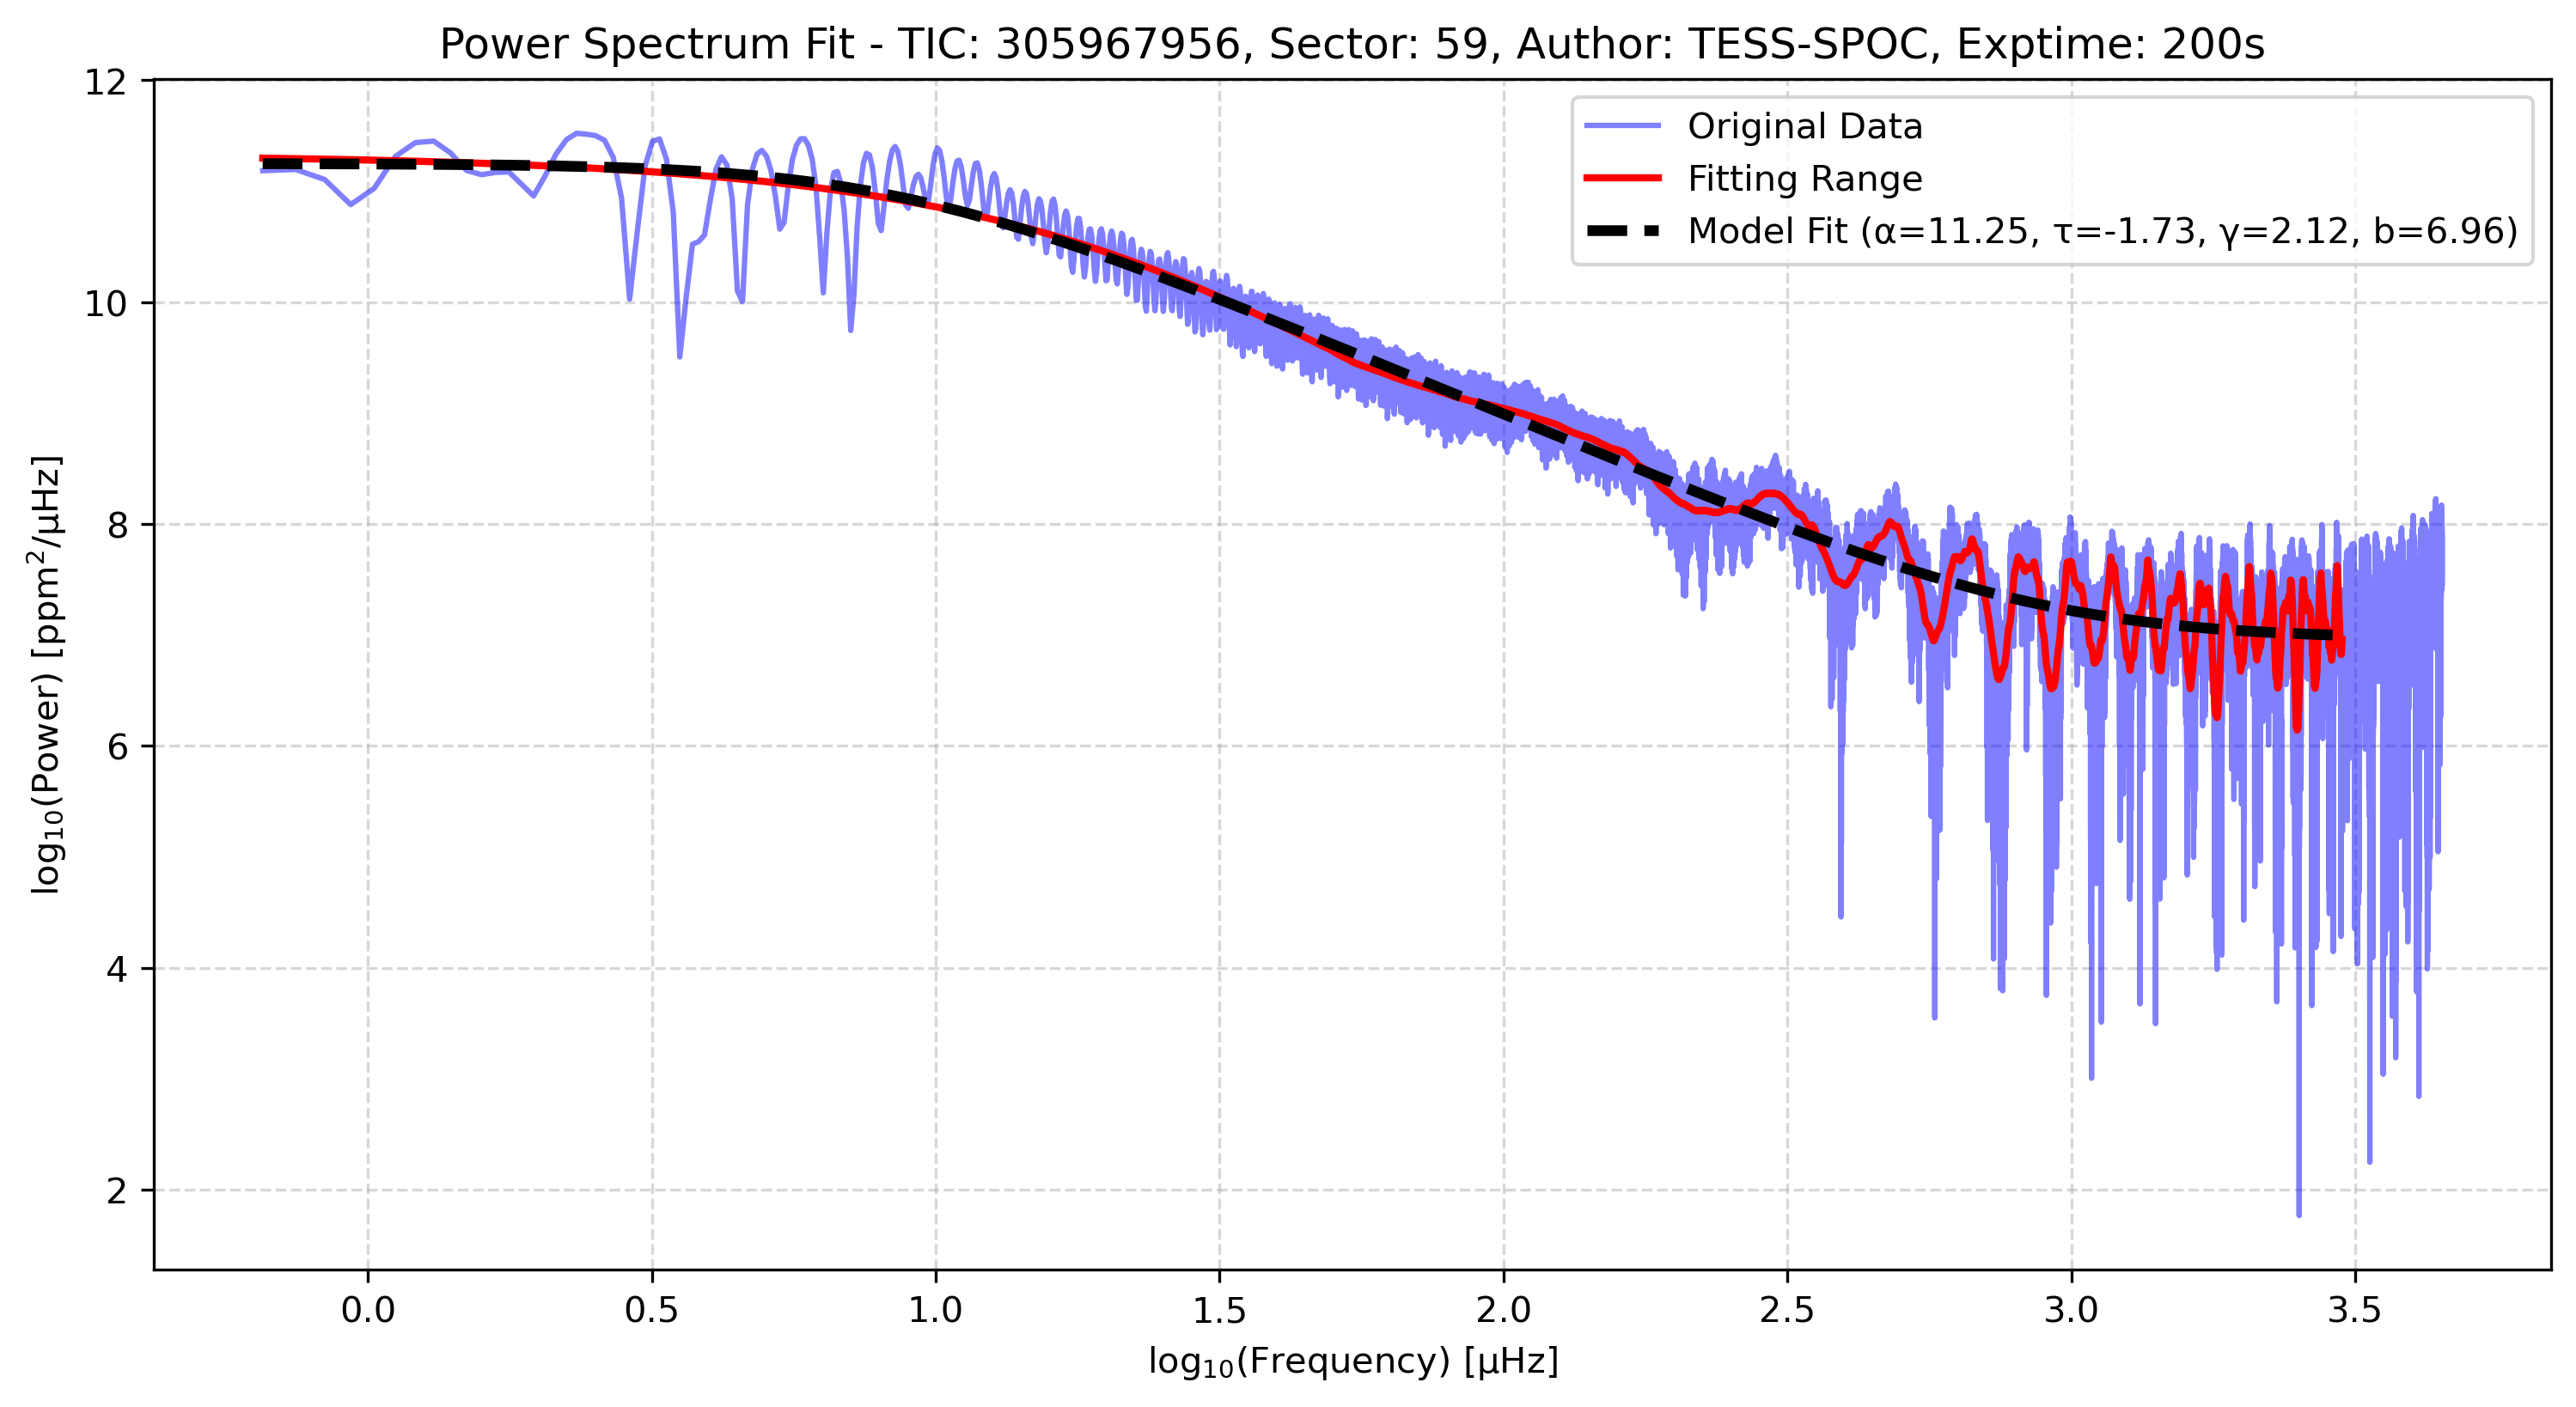 Power Spectrum Fit - TIC: 305967956, Sector: 59, Author: TESS-SPOC, Exptime: 200s
Original Data
Fitting Range
Model Fit (α=11.25, τ=-1.73, γ=2.12, b=6.96)
log₁₀(Power) [ppm²/μHz]
12
10
8
6
4
2
0.0 0.5 1.0 1.5 2.0 2.5 3.0 3.5
log₁₀(Frequency) [μHz]